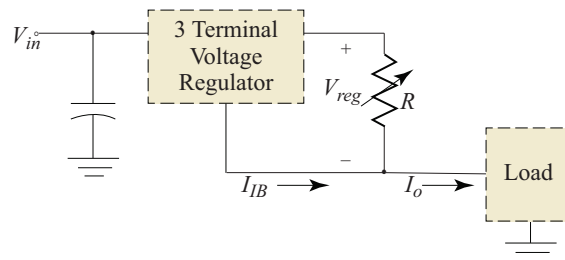 V_in
3 Terminal
Voltage
Regulator
+
V_reg
R
−
I_IB
I_o
Load